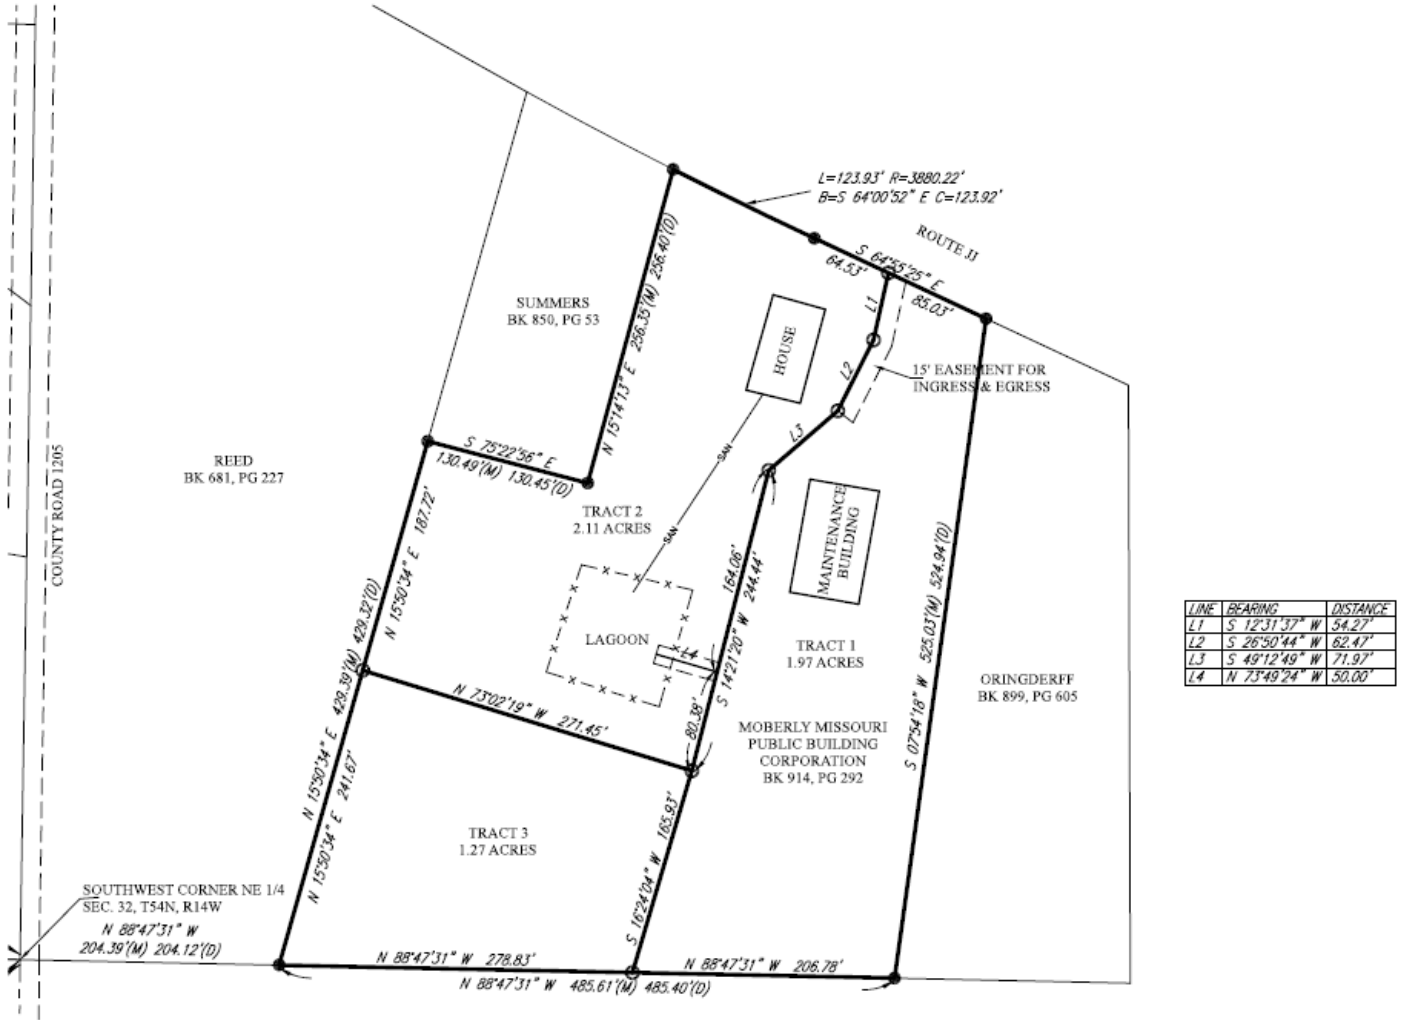 L=123.93' R=3880.22'
B=S 64°00'52" E C=123.92'
ROUTE JJ
S 64°55'25" E
64.53'
85.03'
SUMMERS
BK 850, PG 53
N 15°14'13" E 256.35'(M) 256.40'(D)
HOUSE
L1
L2
L3
15' EASEMENT FOR
INGRESS & EGRESS
COUNTY ROAD 1205
REED
BK 681, PG 227
S 75°22'56" E
130.49'(M) 130.45'(D)
SAN
SAN
TRACT 2
2.11 ACRES
MAINTENANCE
BUILDING
N 15°50'34" E 187.72'
N 15°50'34" E 429.39'(M) 429.32'(D)
164.06'
S 14°21'20" W 244.44'
80.38'
S 07°54'18" W 525.03'(M) 524.94'(D)
LAGOON
L4
TRACT 1
1.97 ACRES
LINE BEARING DISTANCE
L1 S 12°31'37" W 54.27'
L2 S 26°50'44" W 62.47'
L3 S 49°12'49" W 71.97'
L4 N 73°49'24" W 50.00'
ORINGDERFF
BK 899, PG 605
N 73°02'19" W 271.45'
MOBERLY MISSOURI
PUBLIC BUILDING
CORPORATION
BK 914, PG 292
N 15°50'34" E 241.67'
TRACT 3
1.27 ACRES
S 16°24'04" W 165.93'
SOUTHWEST CORNER NE 1/4
SEC. 32, T54N, R14W
N 88°47'31" W
204.39'(M) 204.12'(D)
N 88°47'31" W 278.83'
N 88°47'31" W 206.78'
N 88°47'31" W 485.61'(M) 485.40'(D)